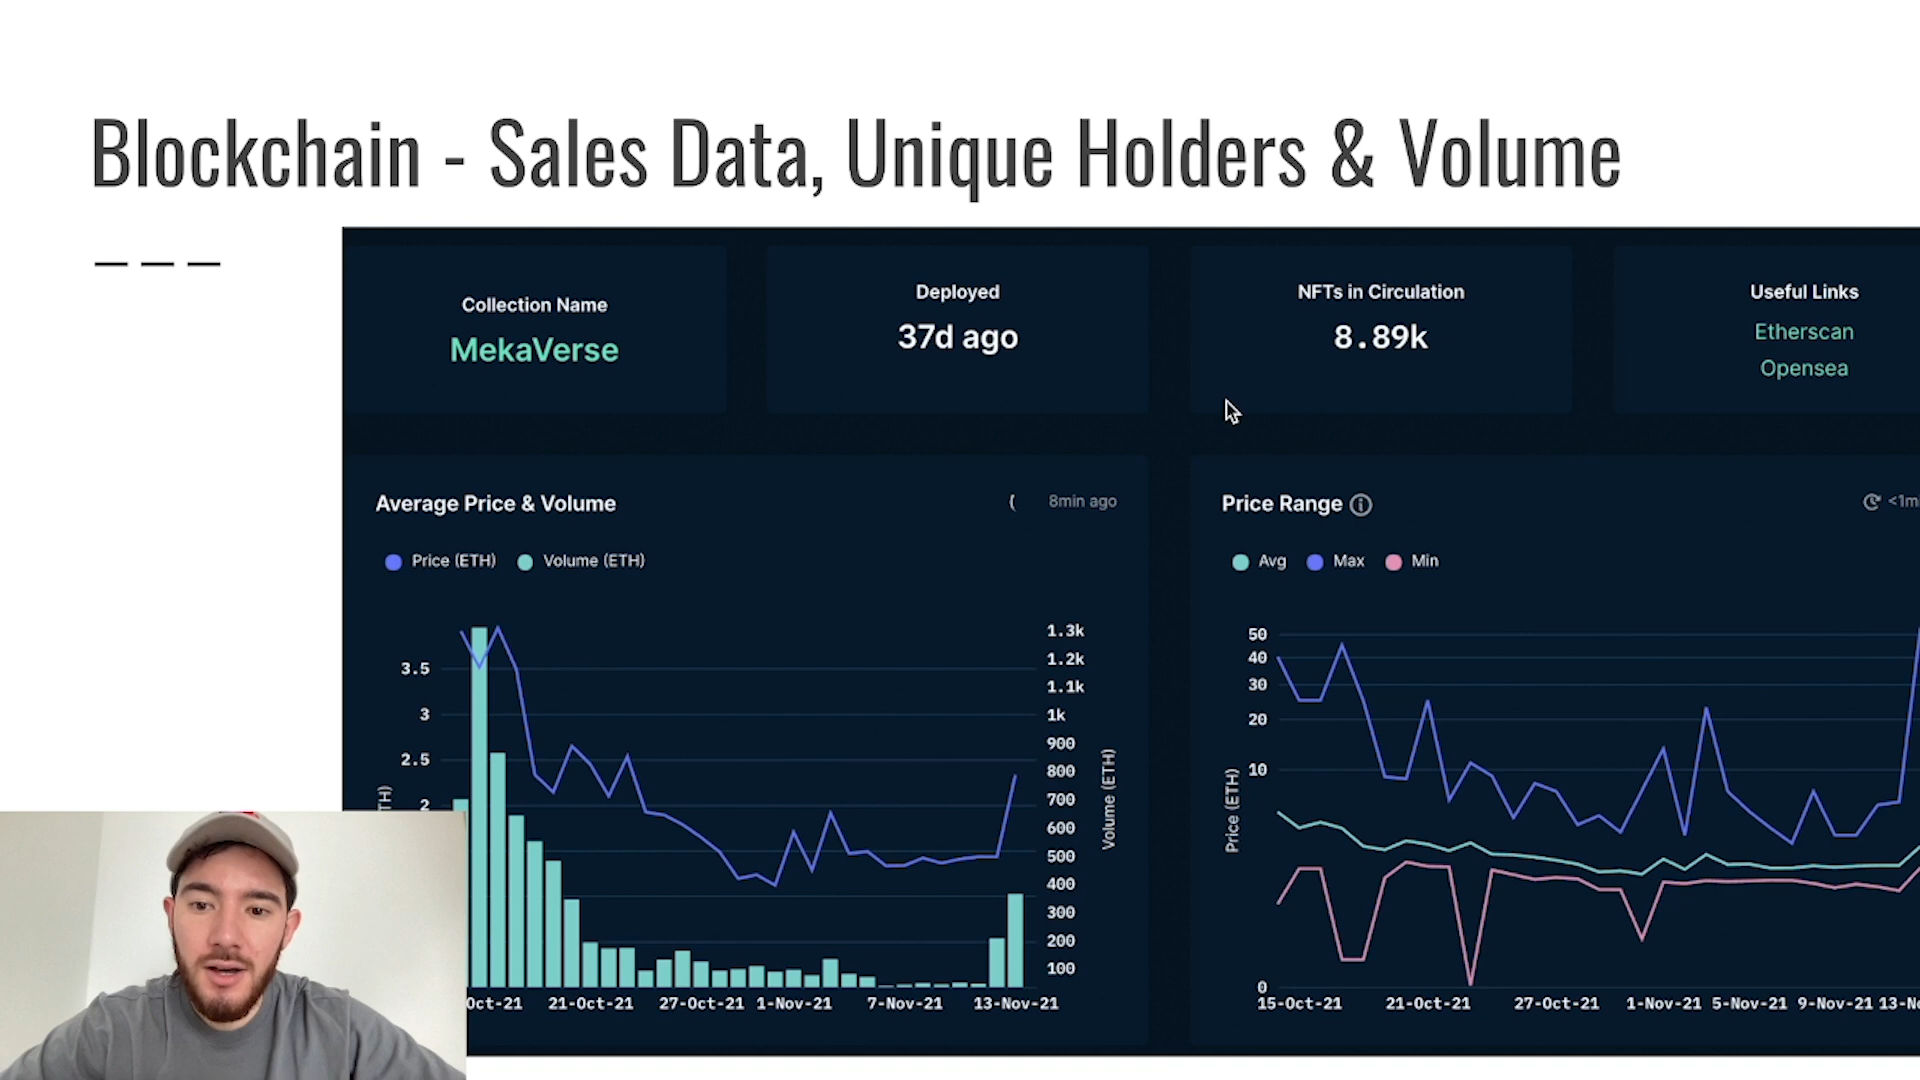 Blockchain - Sales Data, Unique Holders & Volume
Collection Name
MekaVerse
Deployed
37d ago
NFTs in Circulation
8.89k
Useful Links
Etherscan
Opensea
Average Price & Volume
8min ago
Price (ETH)
Volume (ETH)
3.5
3
2.5
2
TH)
1.3k
1.2k
1.1k
1k
900
800
700
600
500
400
300
200
100
Volume (ETH)
Oct-21 21-Oct-21 27-Oct-21 1-Nov-21 7-Nov-21 13-Nov-21
Price Range
<1mi
Avg Max Min
50
40
30
20
10
0
Price (ETH)
15-Oct-21 21-Oct-21 27-Oct-21 1-Nov-21 5-Nov-21 9-Nov-21 13-No